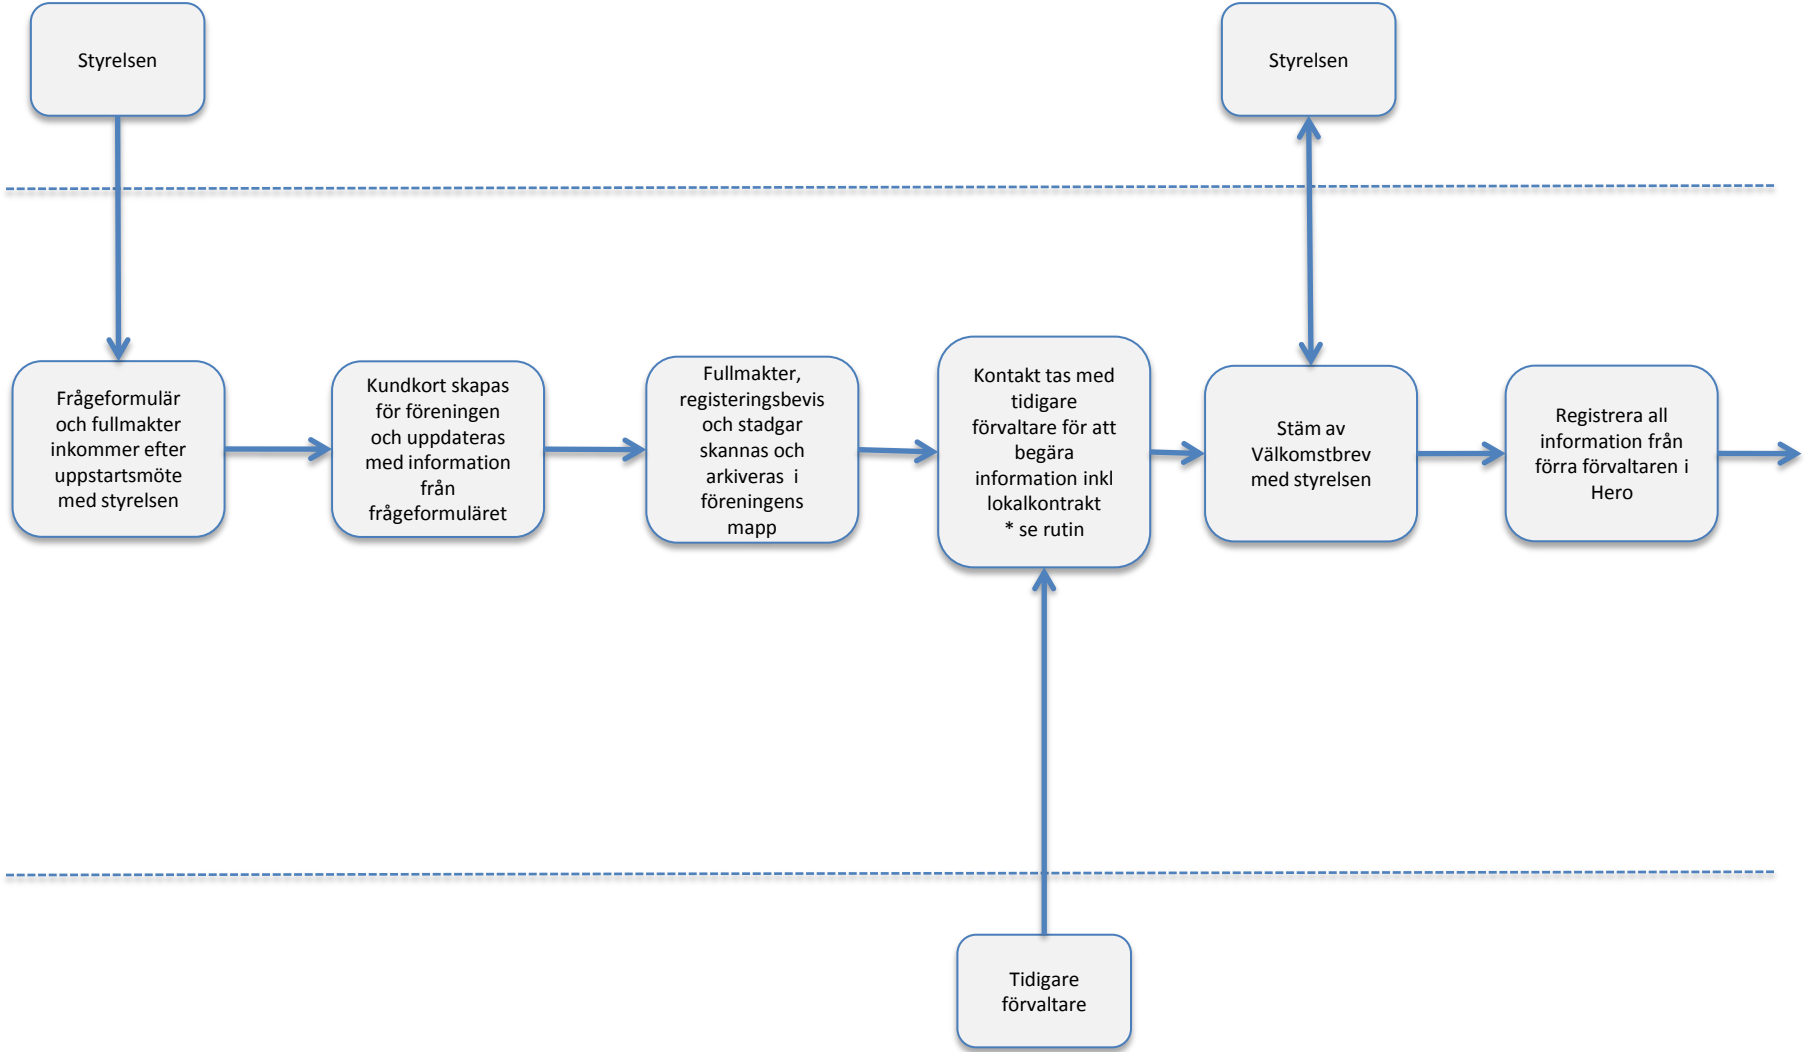 Styrelsen
Styrelsen
Frågeformulär
och fullmakter
inkommer efter
uppstartsmöte
med styrelsen
Kundkort skapas
för föreningen
och uppdateras
med information
från
frågeformuläret
Fullmakter,
registeringsbevis
och stadgar
skannas och
arkiveras i
föreningens
mapp
Kontakt tas med
tidigare
förvaltare för att
begära
information inkl
lokalkontrakt
* se rutin
Stäm av
Välkomstbrev
med styrelsen
Registrera all
information från
förra förvaltaren i
Hero
Tidigare
förvaltare